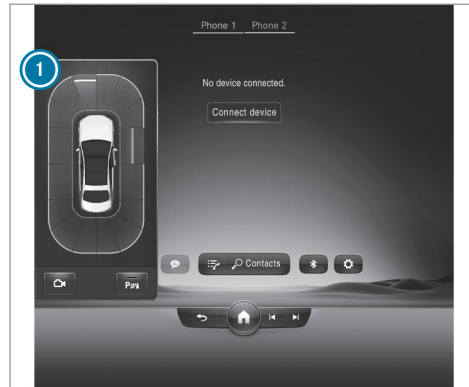 Phone 1 Phone 2
1
No device connected.
Connect device
Contacts
P